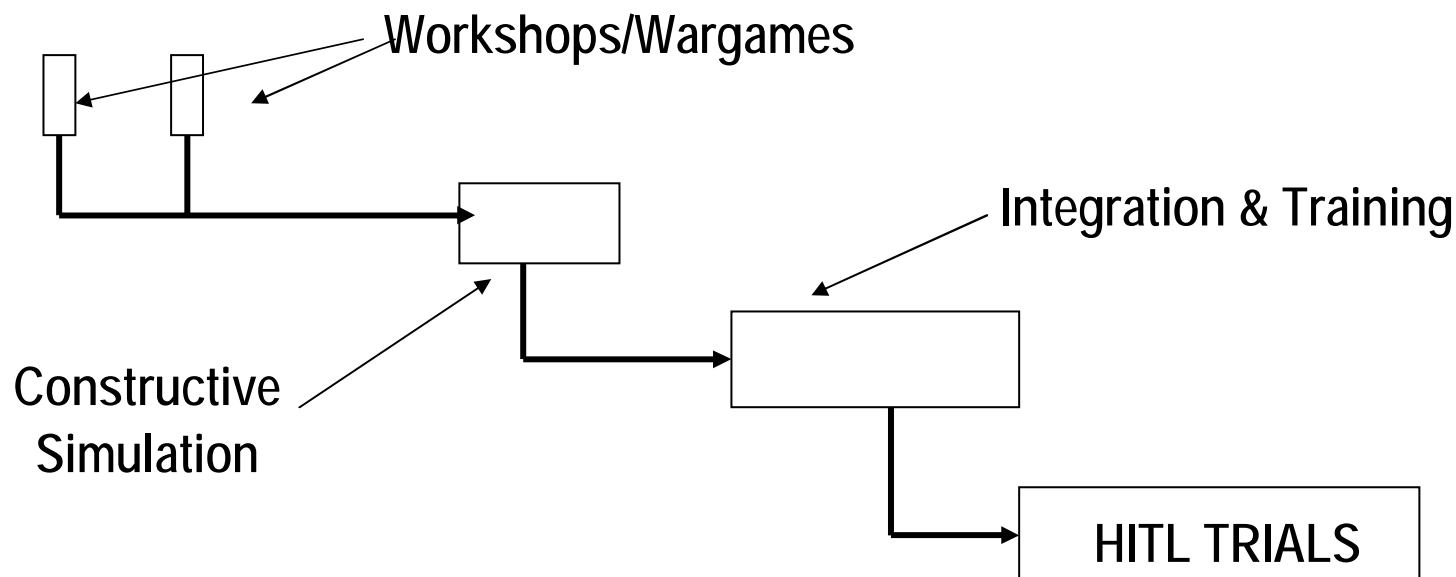 Workshops/Wargames
Integration & Training
Constructive
Simulation
HITL TRIALS